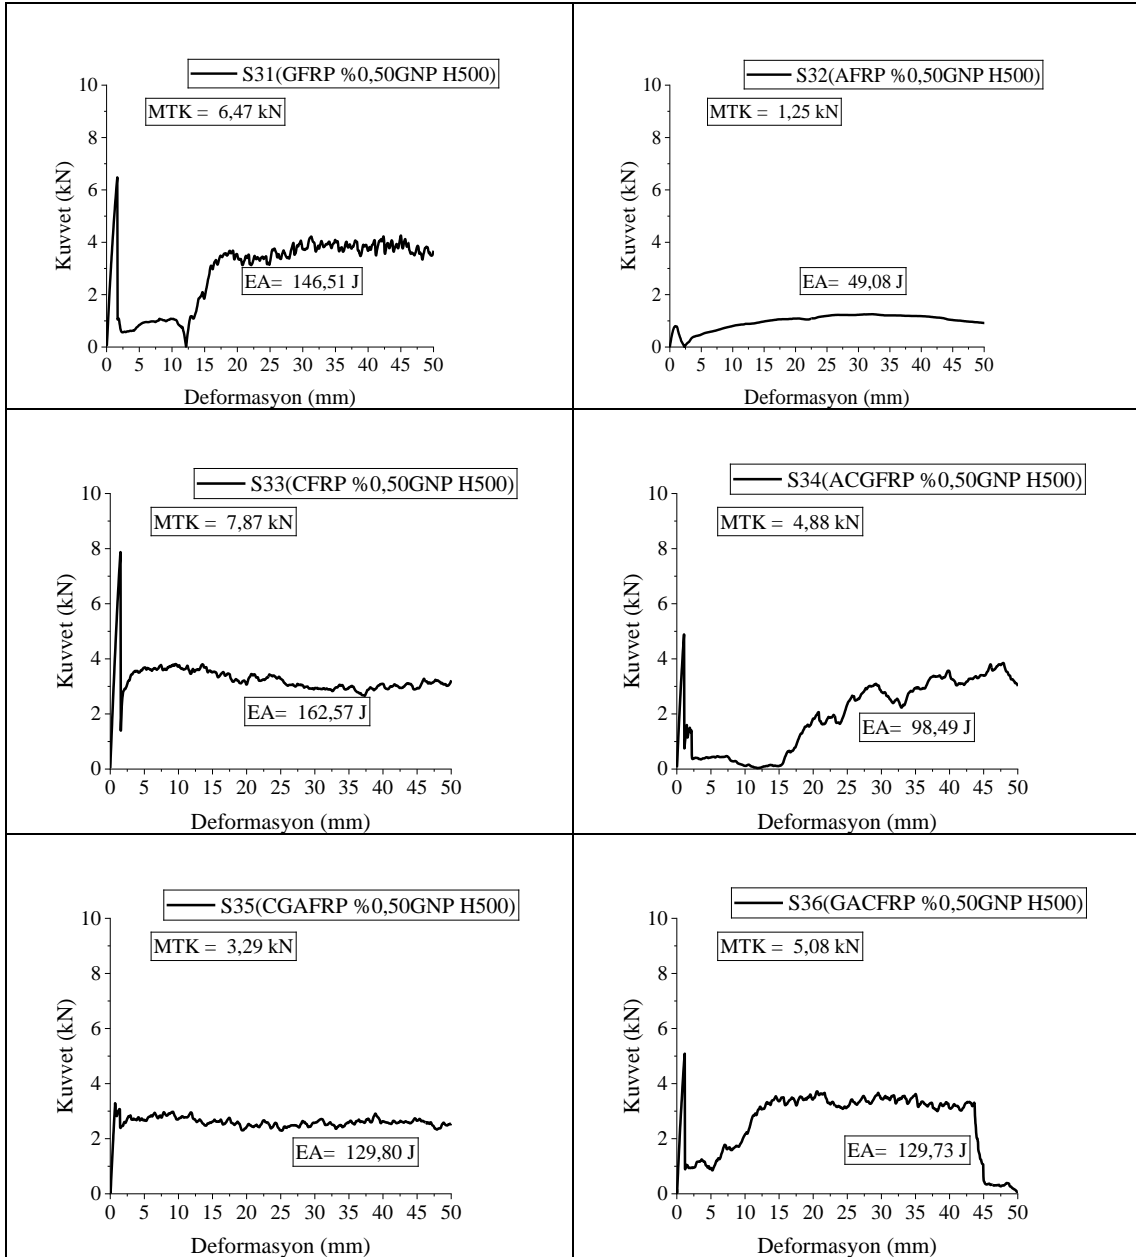 S31(GFRP %0,50GNP H500)
MTK = 6,47 kN
EA= 146,51 J
Kuvvet (kN)
10
8
6
4
2
0
0 5 10 15 20 25 30 35 40 45 50
Deformasyon (mm)
S32(AFRP %0,50GNP H500)
MTK = 1,25 kN
EA= 49,08 J
Kuvvet (kN)
10
8
6
4
2
0
0 5 10 15 20 25 30 35 40 45 50
Deformasyon (mm)
S33(CFRP %0,50GNP H500)
MTK = 7,87 kN
EA= 162,57 J
Kuvvet (kN)
10
8
6
4
2
0
0 5 10 15 20 25 30 35 40 45 50
Deformasyon (mm)
S34(ACGFRP %0,50GNP H500)
MTK = 4,88 kN
EA= 98,49 J
Kuvvet (kN)
10
8
6
4
2
0
0 5 10 15 20 25 30 35 40 45 50
Deformasyon (mm)
S35(CGAFRP %0,50GNP H500)
MTK = 3,29 kN
EA= 129,80 J
Kuvvet (kN)
10
8
6
4
2
0
0 5 10 15 20 25 30 35 40 45 50
Deformasyon (mm)
S36(GACFRP %0,50GNP H500)
MTK = 5,08 kN
EA= 129,73 J
Kuvvet (kN)
10
8
6
4
2
0
0 5 10 15 20 25 30 35 40 45 50
Deformasyon (mm)